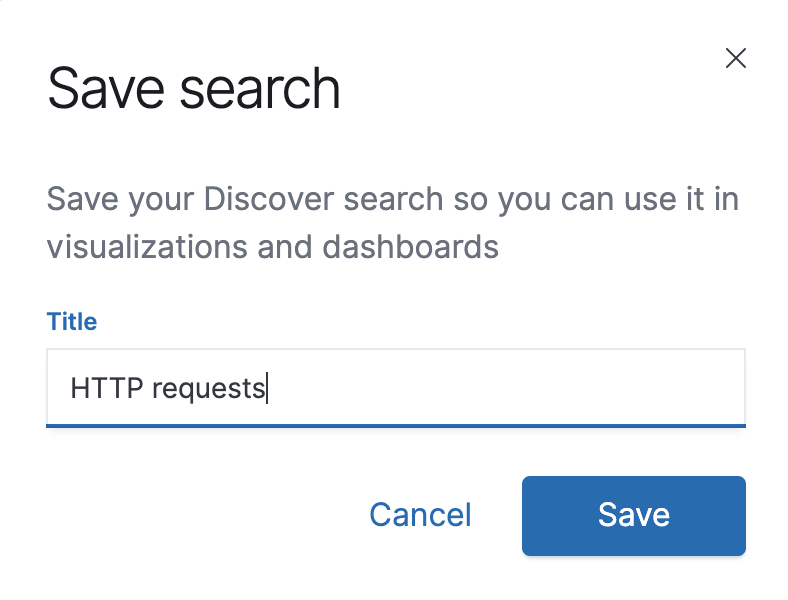 Save search
Save your Discover search so you can use it in
visualizations and dashboards
Title
HTTP requests
Cancel Save